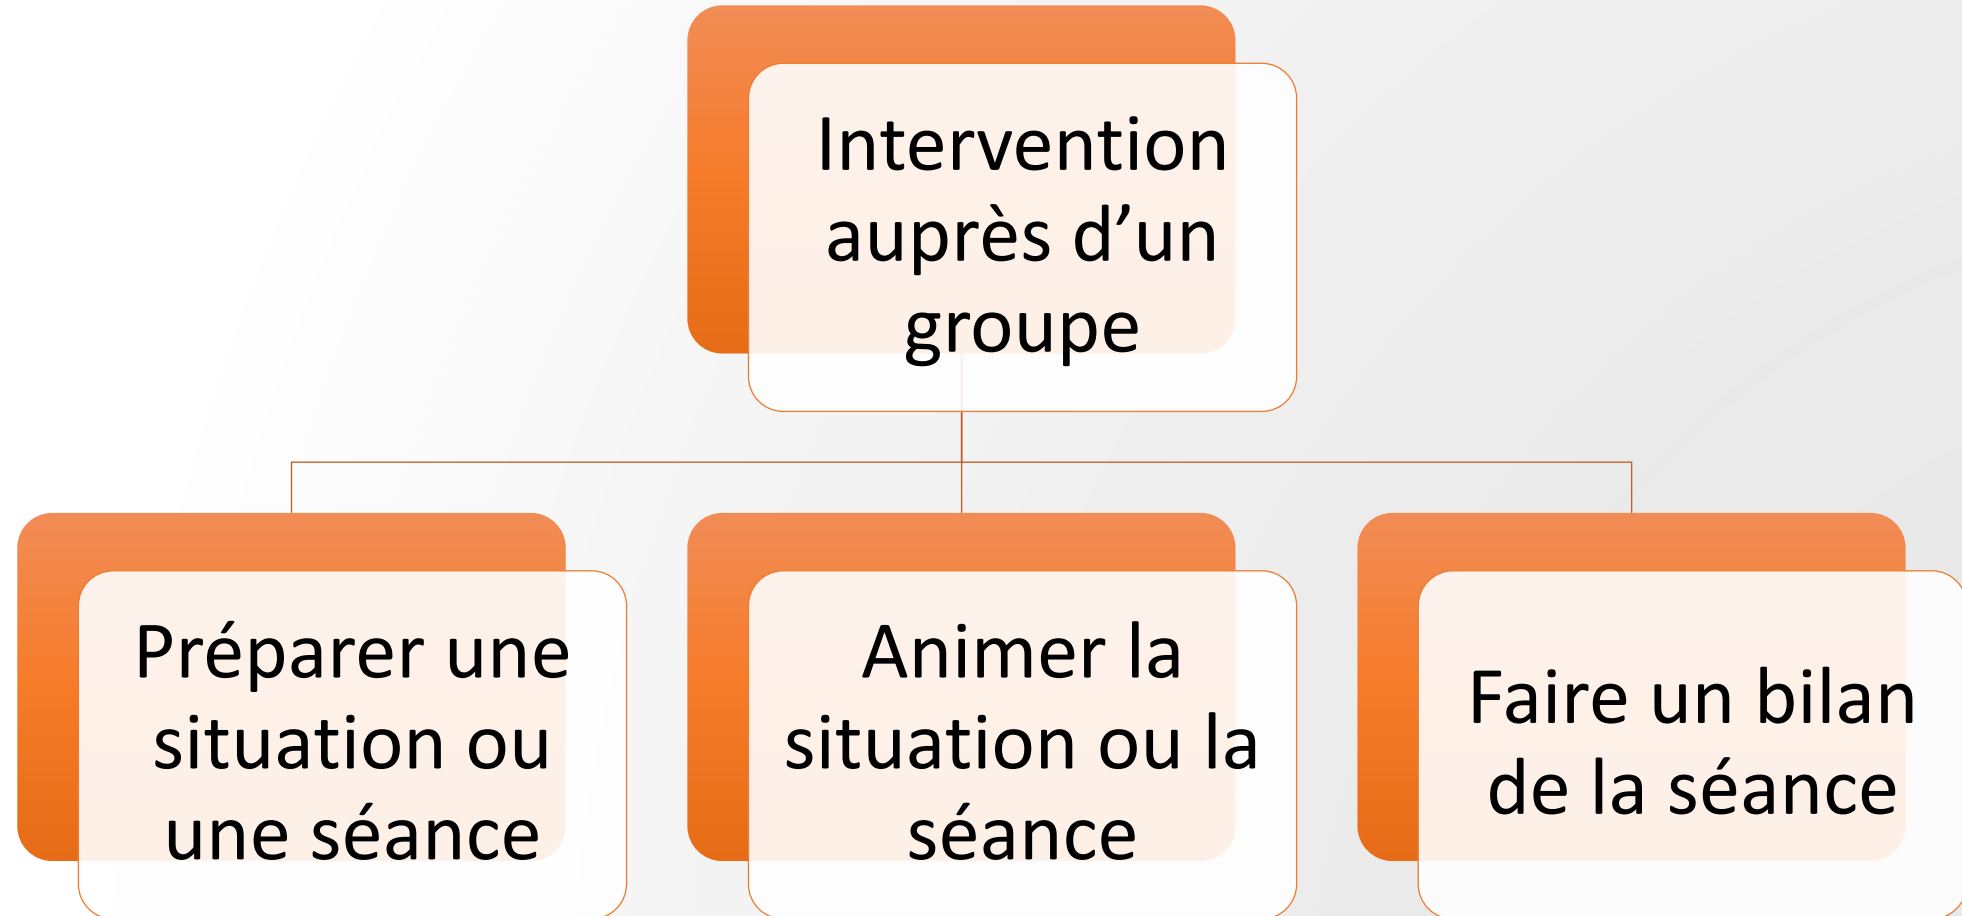 Intervention
auprès d’un
groupe
Préparer une
situation ou
une séance
Animer la
situation ou la
séance
Faire un bilan
de la séance